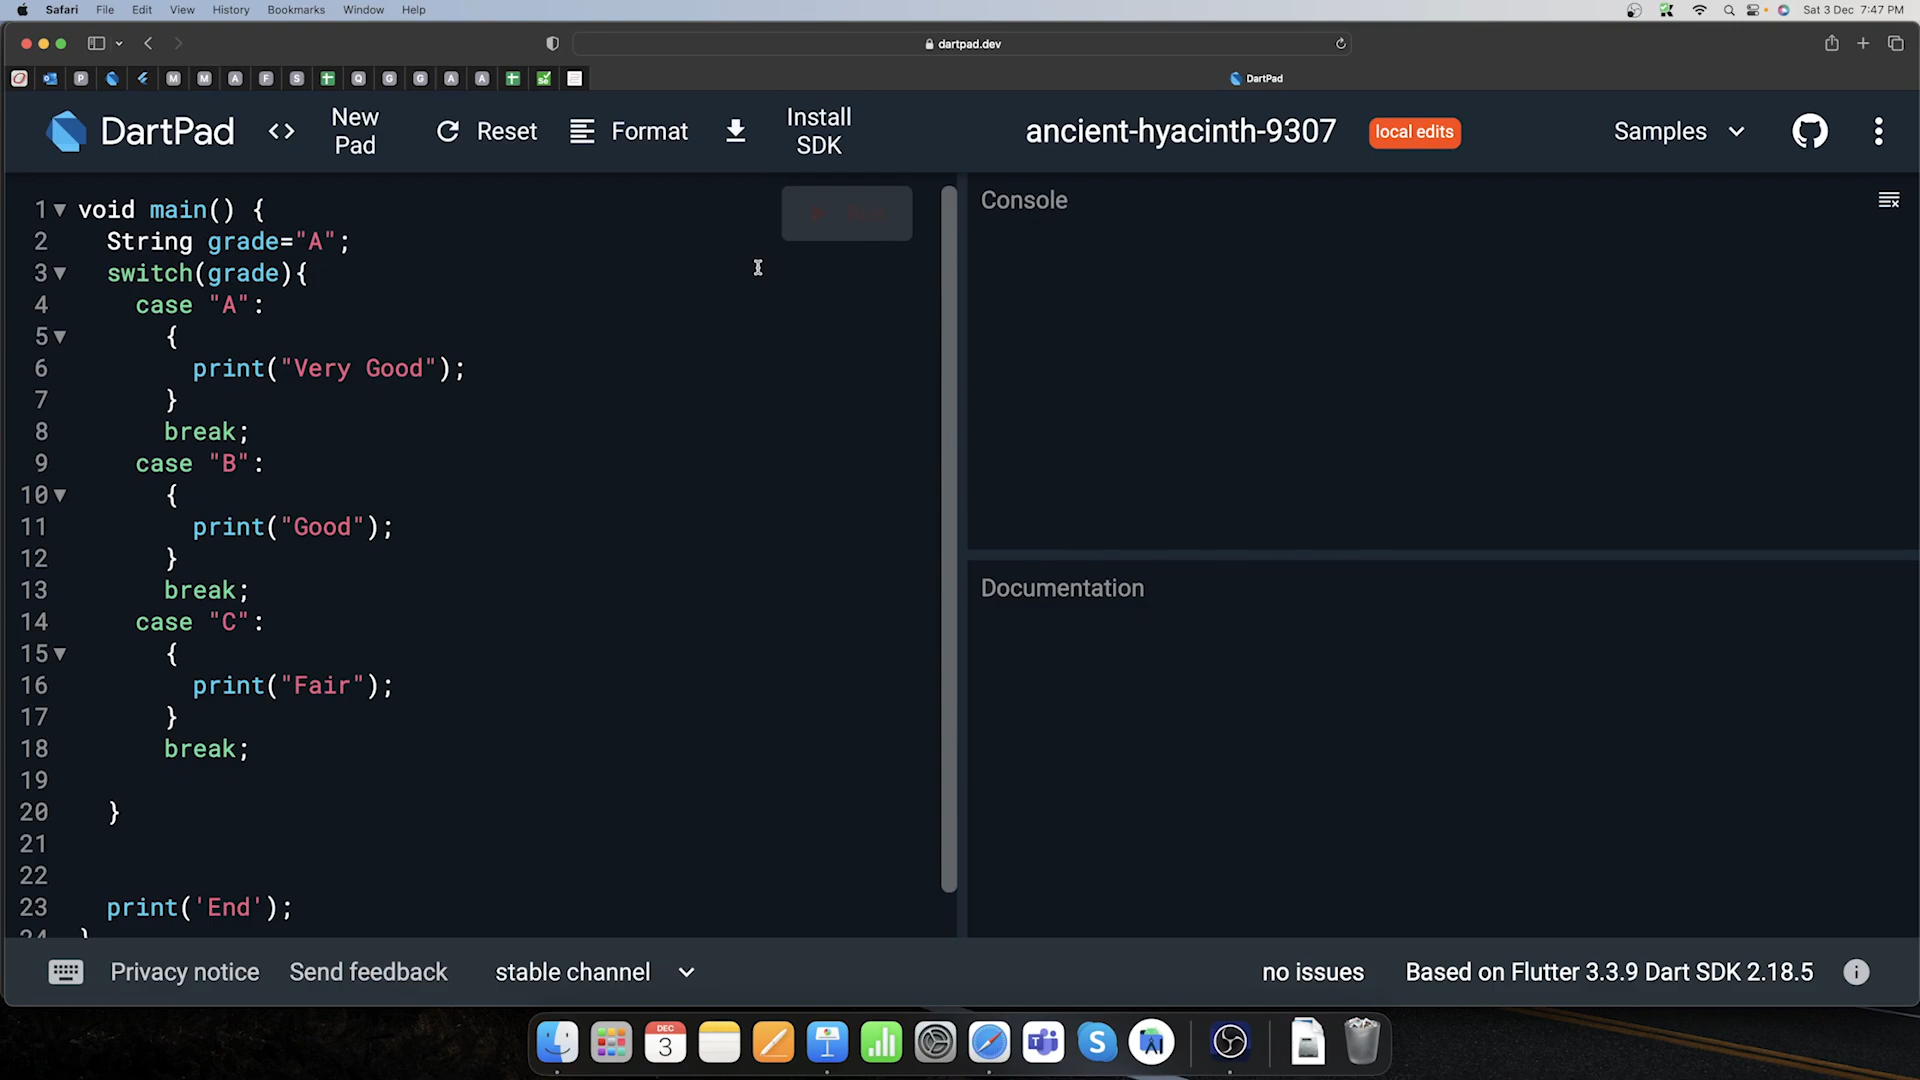 Safari File Edit View History Bookmarks Window Help Sat 3 Dec 7:47 PM
dartpad.dev
DartPad
DartPad <> New Pad Reset Format Install SDK ancient-hyacinth-9307 local edits Samples
1 void main() {
2 String grade="A";
3 switch(grade){
4 case "A":
5 {
6 print("Very Good");
7 }
8 break;
9 case "B":
10 {
11 print("Good");
12 }
13 break;
14 case "C":
15 {
16 print("Fair");
17 }
18 break;
19
20 }
21
22
23 print('End');
24 }
Console
Documentation
Privacy notice Send feedback stable channel no issues Based on Flutter 3.3.9 Dart SDK 2.18.5
DEC
3